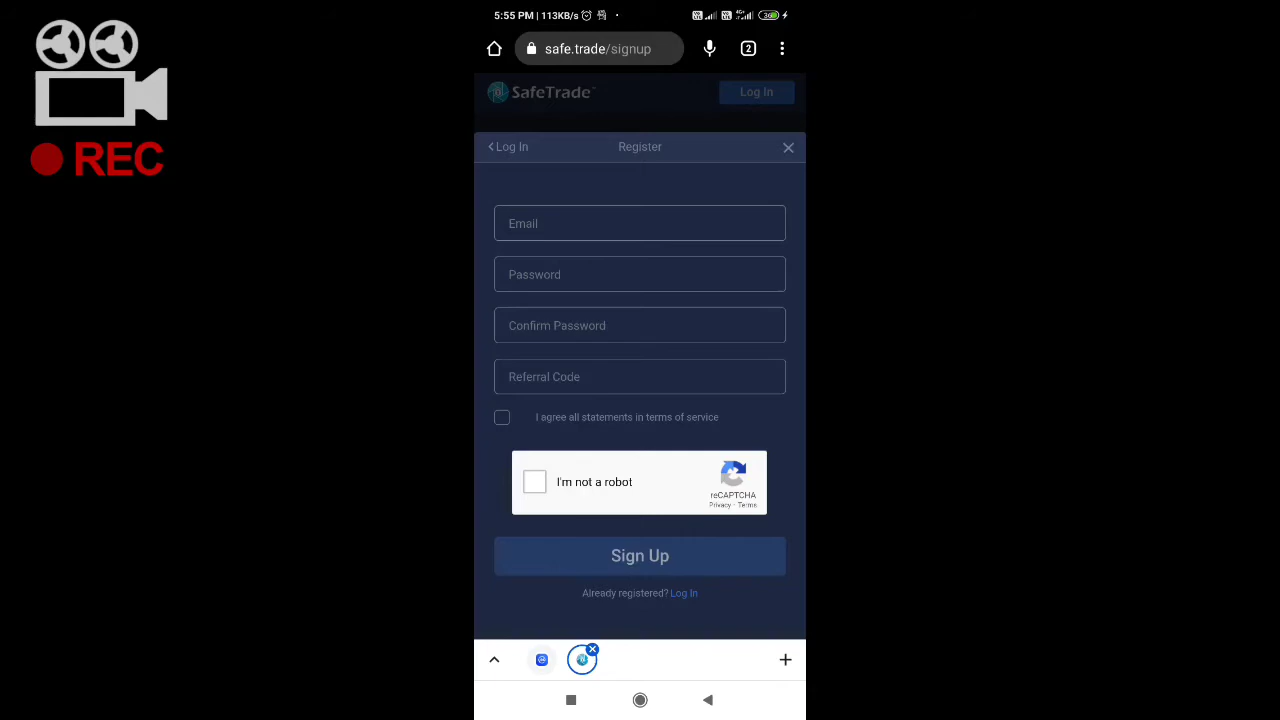 REC
5:55 PM | 113KB/s
safe.trade/signup
2
SafeTrade™
Log In
Log In
Register
Email
Password
Confirm Password
Referral Code
I agree all statements in terms of service
I'm not a robot
reCAPTCHA
Privacy - Terms
Sign Up
Already registered? Log In